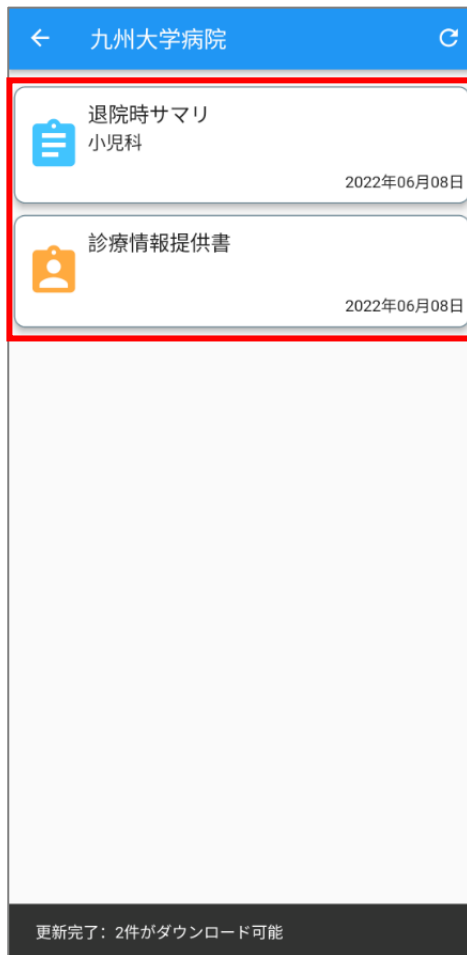 九州大学病院
退院時サマリ
小児科
2022年06月08日
診療情報提供書
2022年06月08日
更新完了：2件がダウンロード可能